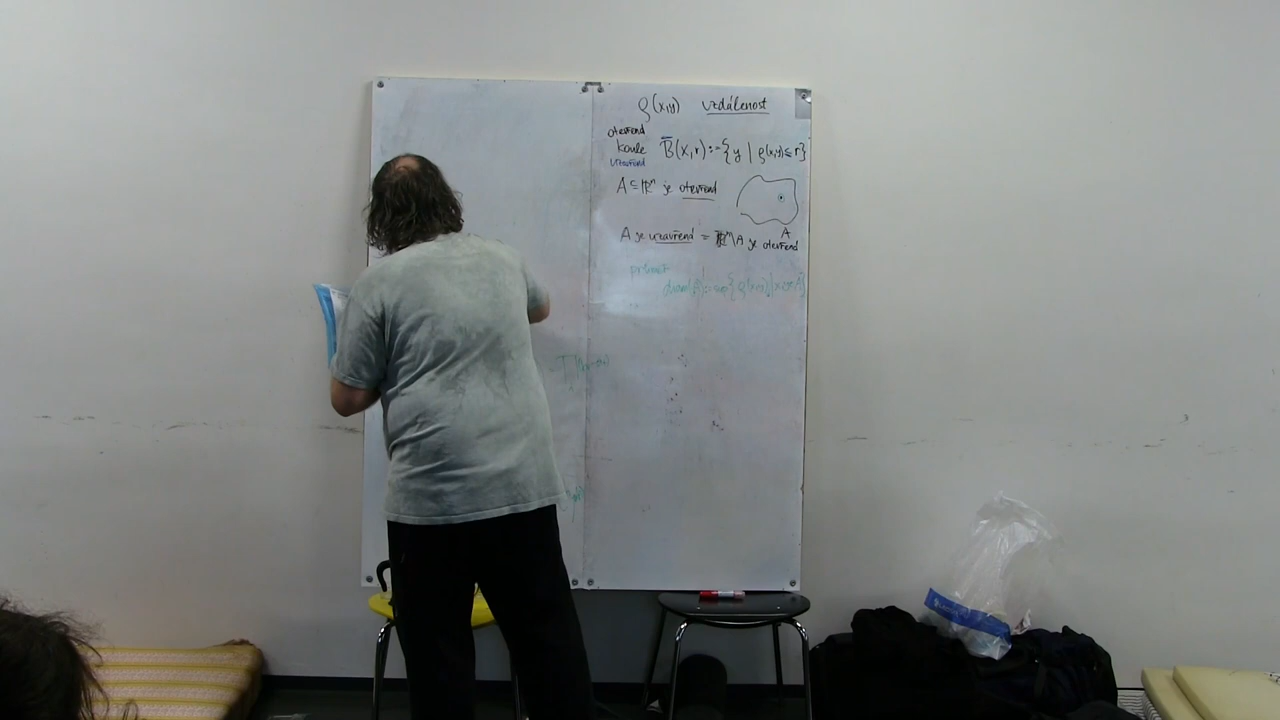 ρ(x,y) vzdálenost
otevřená
koule B̅(x,r) := {y | ρ(x,y) ≤ r}
uzavřená
A ⊆ ℝⁿ je otevřená
A
A je uzavřená = ℝⁿ\A je otevřená
průměr
diam(A) := sup{ρ(x,y) | x,y∈A}